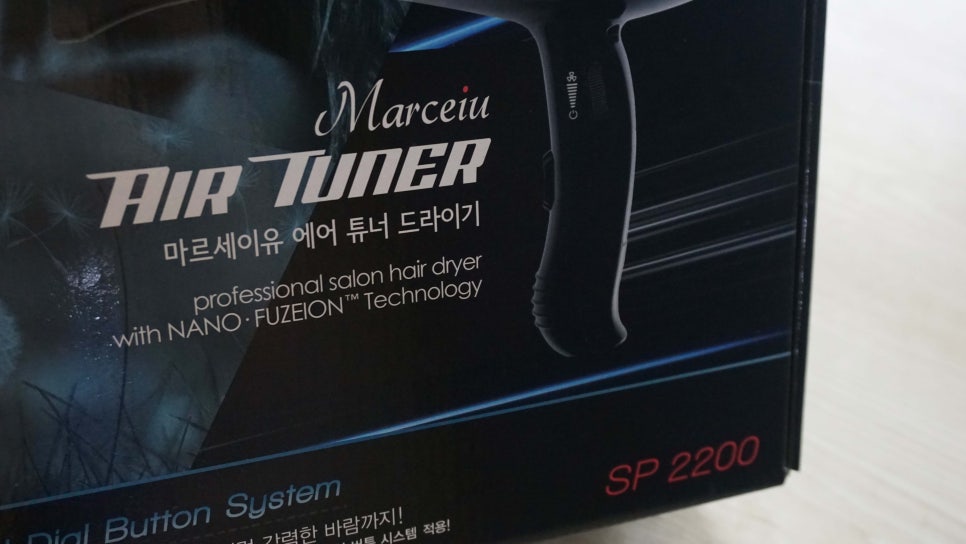 Marceiu
AIR TUNER
마르세이유 에어 튜너 드라이기
professional salon hair dryer
with NANO·FUZEION™ Technology
SP 2200
Dial Button System
강력한 바람까지!
버튼 시스템 적용!